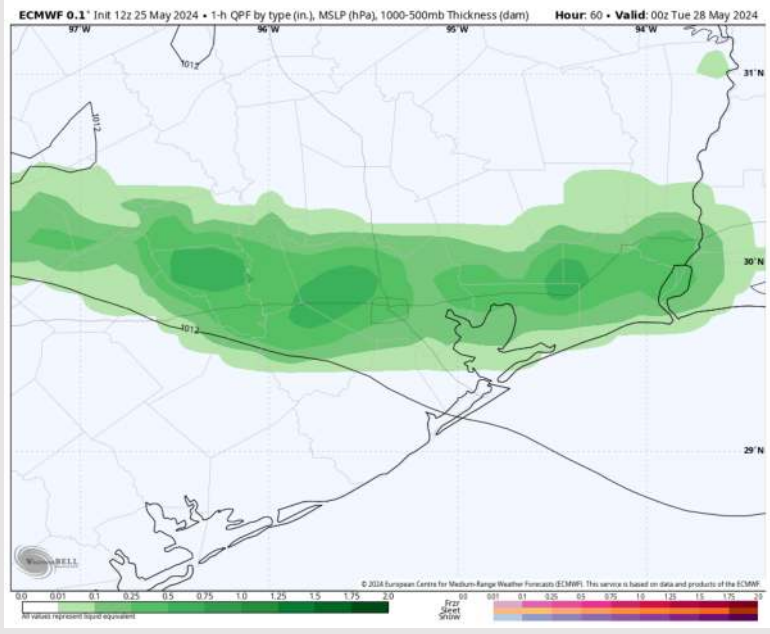 ECMWF 0.1° Init 12z 25 May 2024 • 1-h QPF by type (in.), MSLP (hPa), 1000-500mb Thickness (dam) Hour: 60 • Valid: 00z Tue 28 May 2024
97°W 96°W 95°W 94°W
1012
31°N
1012
30°N
1012
29°N
WeatherBELL
© 2024 European Centre for Medium-Range Weather Forecasts (ECMWF). This service is based on data and products of the ECMWF.
0.0 0.01 0.1 0.25 0.5 0.75 1.0 1.25 1.5 1.75 2.0
All values represent liquid equivalent
0.0 0.01 0.1 0.25 0.5 0.75 1.0 1.25 1.5 1.75 2.0
Frzr
Sleet
Snow